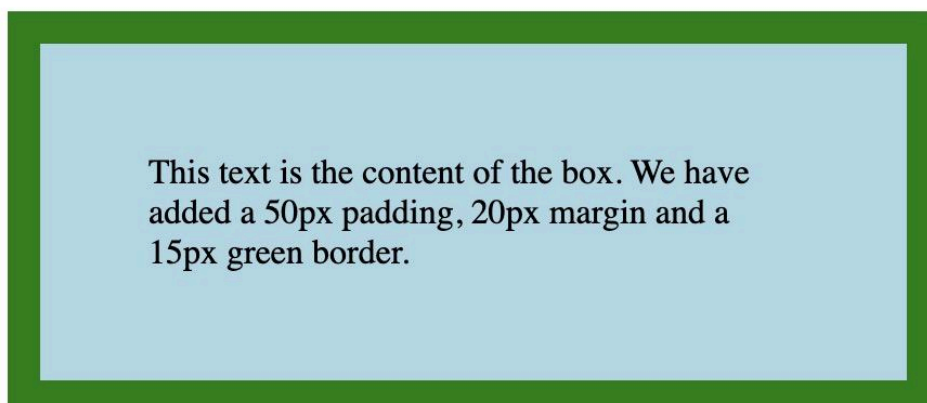 This text is the content of the box. We have
added a 50px padding, 20px margin and a
15px green border.